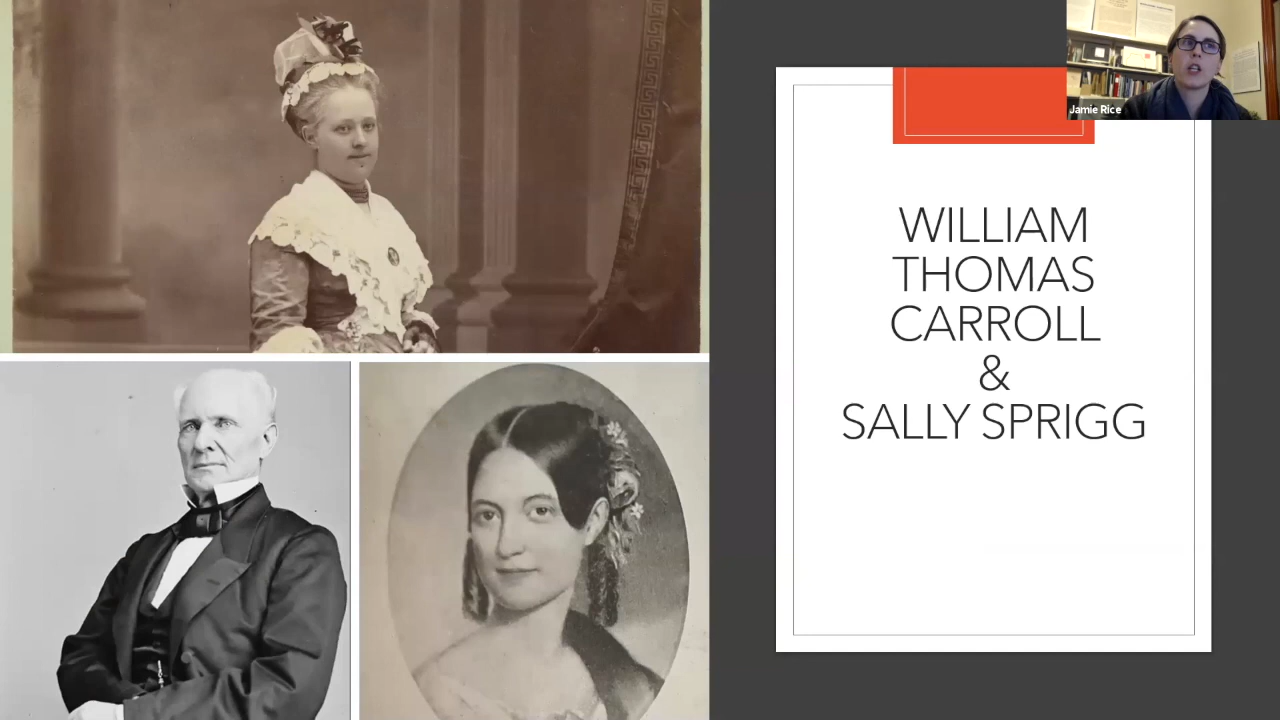 Jamie Rice
WILLIAM
THOMAS
CARROLL
&
SALLY SPRIGG